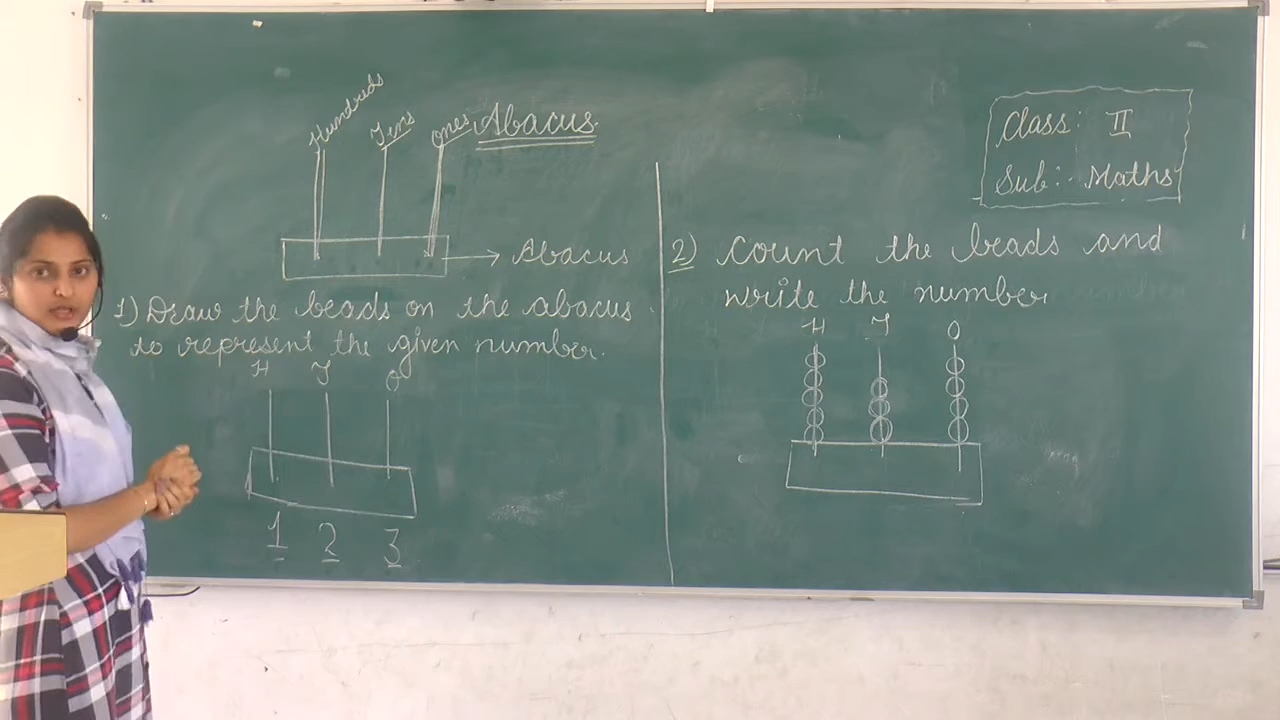 Hundreds Tens Ones Abacus.
Class: II
Sub:- Maths
Abacus
1) Draw the beads on the abacus
to represent the given number.
H T O
1 2 3
2) Count the beads and
write the number
H T O